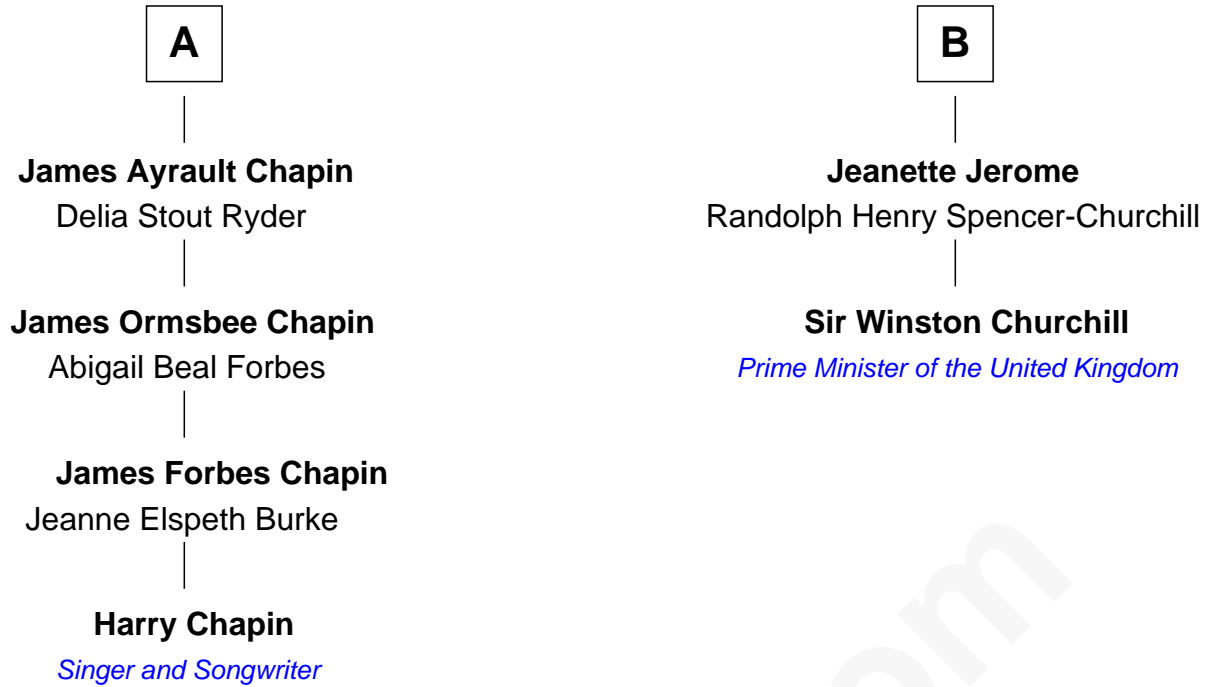 A
James Ayrault Chapin
Delia Stout Ryder
James Ormsbee Chapin
Abigail Beal Forbes
James Forbes Chapin
Jeanne Elspeth Burke
Harry Chapin
Singer and Songwriter
B
Jeanette Jerome
Randolph Henry Spencer-Churchill
Sir Winston Churchill
Prime Minister of the United Kingdom
om